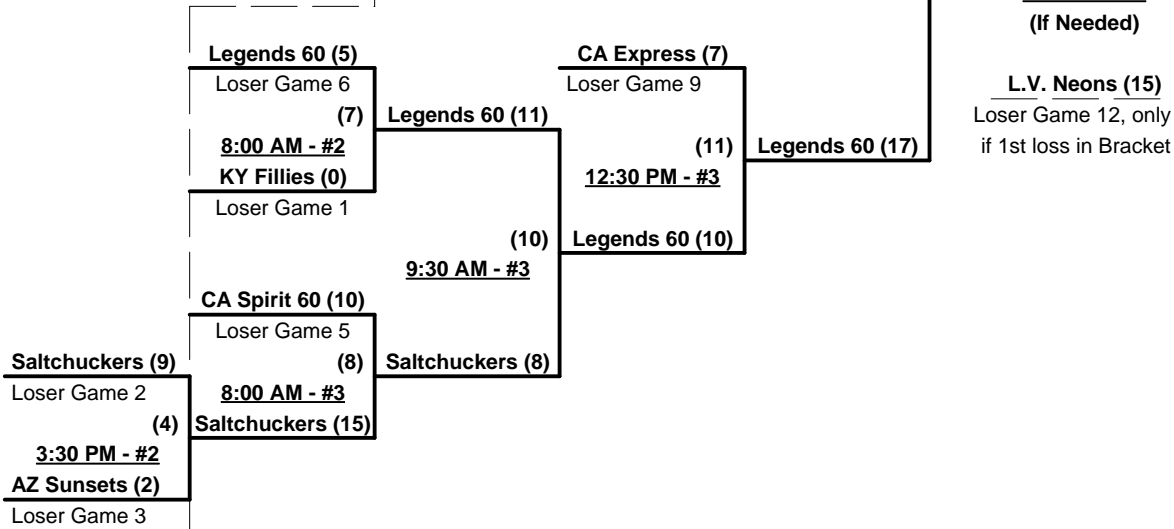 (If Needed)
Legends 60 (5)
CA Express (7)
Loser Game 6
Loser Game 9
L.V. Neons (15)
(7)
Legends 60 (11)
Loser Game 12, only
8:00 AM - #2
(11)
Legends 60 (17)
if 1st loss in Bracket
KY Fillies (0)
12:30 PM - #3
Loser Game 1
(10)
Legends 60 (10)
9:30 AM - #3
CA Spirit 60 (10)
Loser Game 5
Saltchuckers (9)
(8)
Saltchuckers (8)
Loser Game 2
8:00 AM - #3
(4)
Saltchuckers (15)
3:30 PM - #2
AZ Sunsets (2)
Loser Game 3